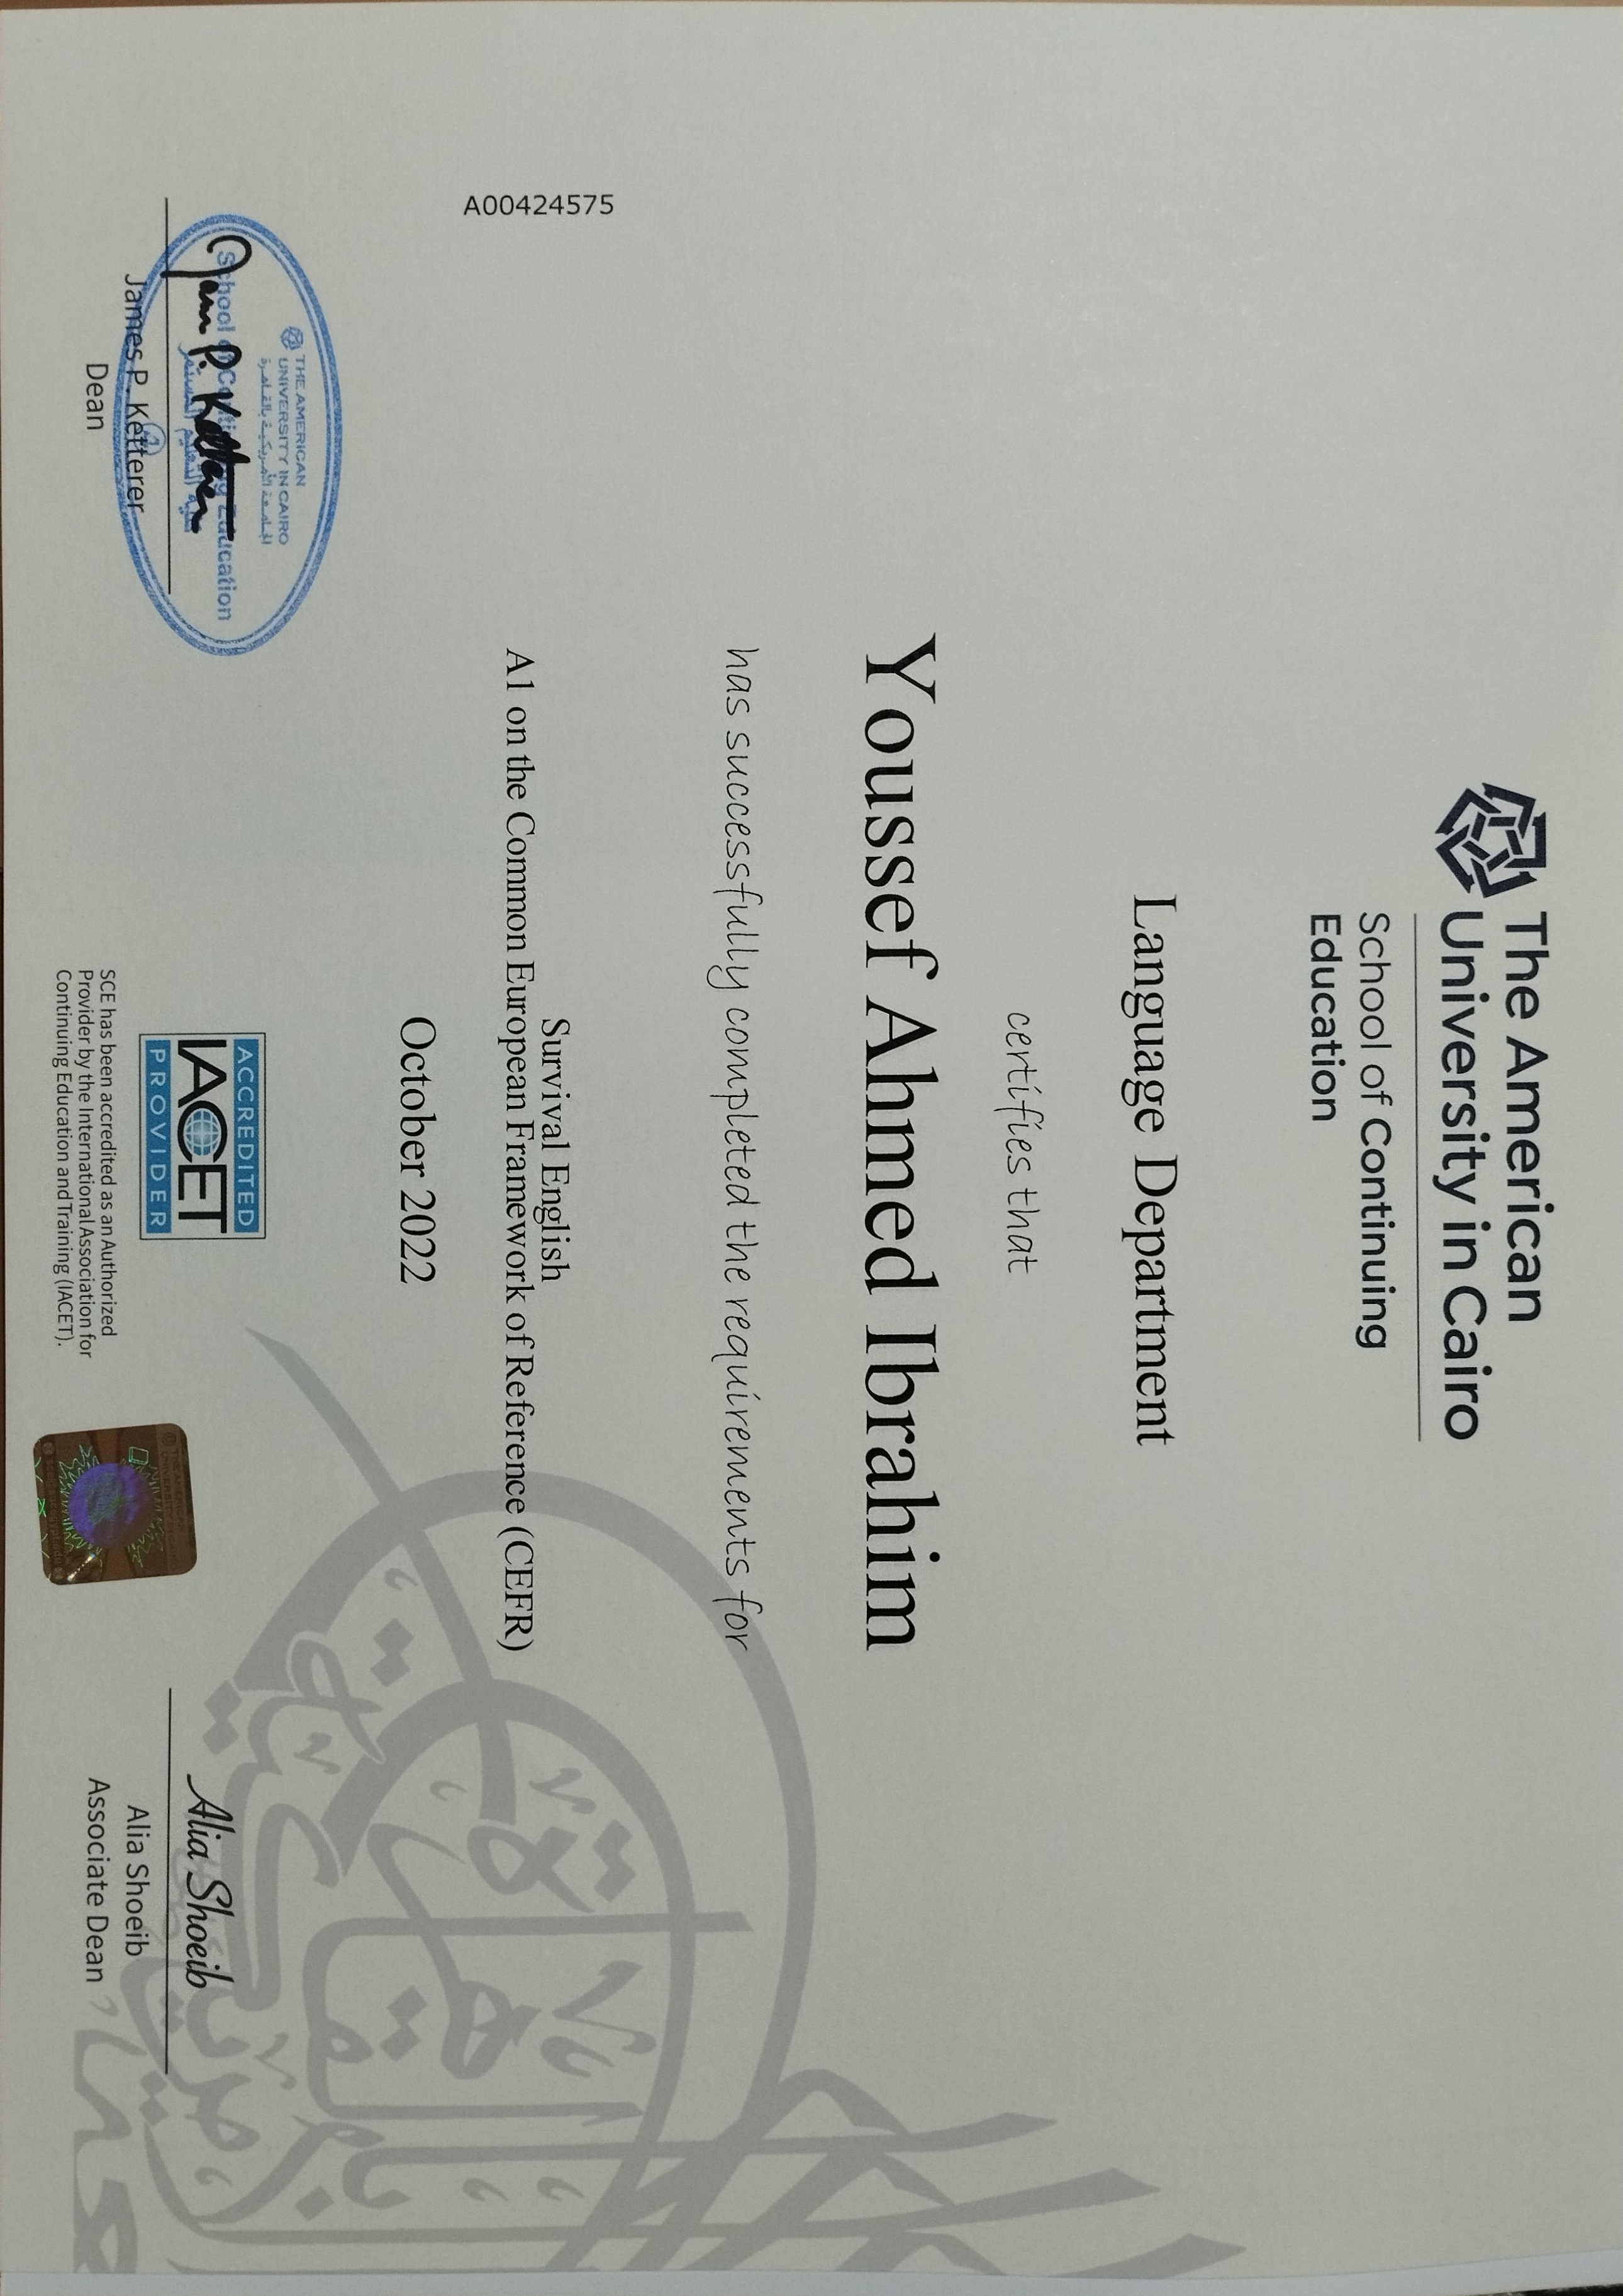 The American
University in Cairo
School of Continuing
Education
Language Department
certifies that
Youssef Ahmed Ibrahim
has successfully completed the requirements for
Survival English
A1 on the Common European Framework of Reference (CEFR)
October 2022
A00424575
THE AMERICAN
UNIVERSITY IN CAIRO
الجامعة الأمريكية بالقاهرة
School of Continuing Education
كلية التعليم المستمر
James P. Ketterer
James P. Ketterer
Dean
ACCREDITED
IACET
PROVIDER
SCE has been accredited as an Authorized
Provider by the International Association for
Continuing Education and Training (IACET).
THE AMERICAN
UNIVERSITY IN CAIRO
Alia Shoeib
Alia Shoeib
Associate Dean
القاهرة
الأمريكية